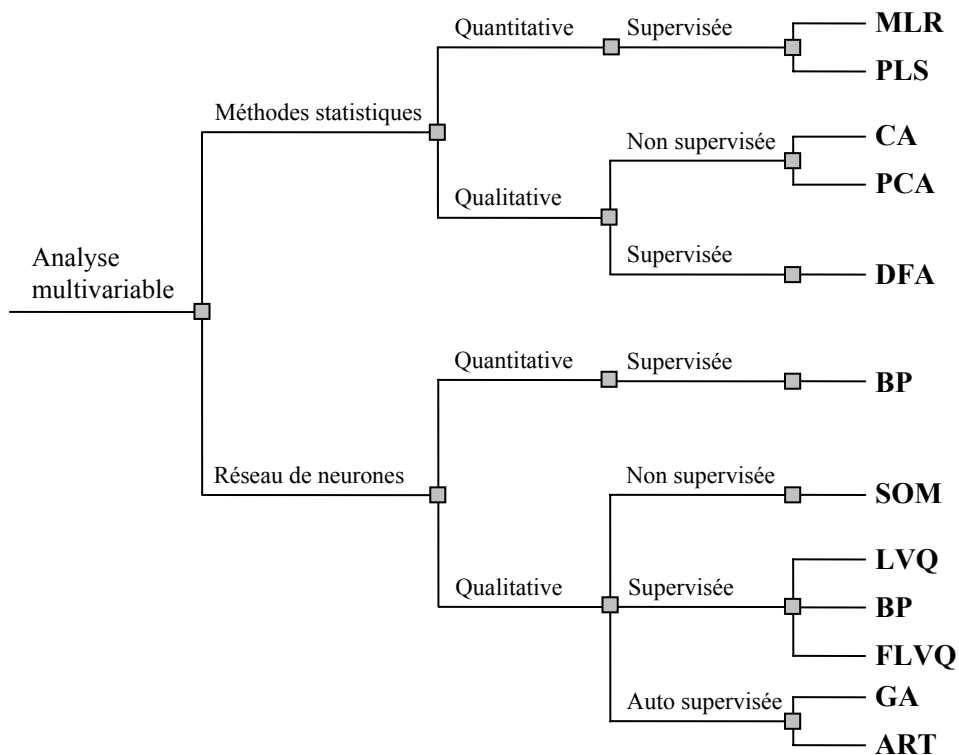 Quantitative
Supervisée
MLR
PLS
Méthodes statistiques
Non supervisée
CA
PCA
Qualitative
Supervisée
DFA
Analyse
multivariable
Quantitative
Supervisée
BP
Réseau de neurones
Non supervisée
SOM
LVQ
Qualitative
Supervisée
BP
FLVQ
Auto supervisée
GA
ART